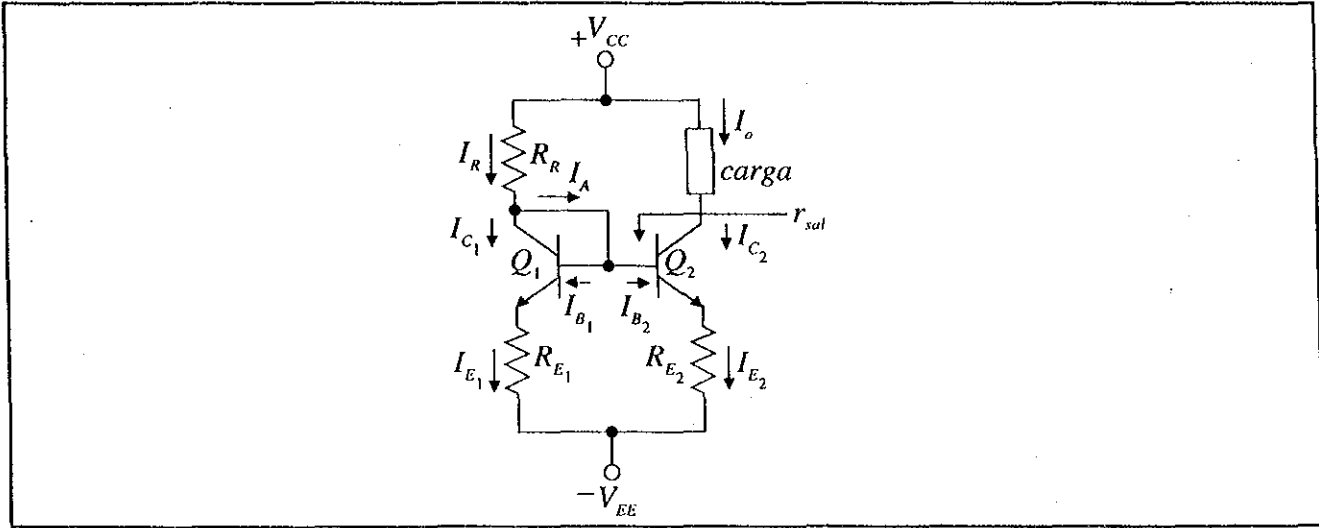 +V_CC
I_o
I_R R_R I_A carga
r_sal
I_C1 I_C2
Q_1 Q_2
I_B1 I_B2
I_E1 R_E1 R_E2 I_E2
−V_EE